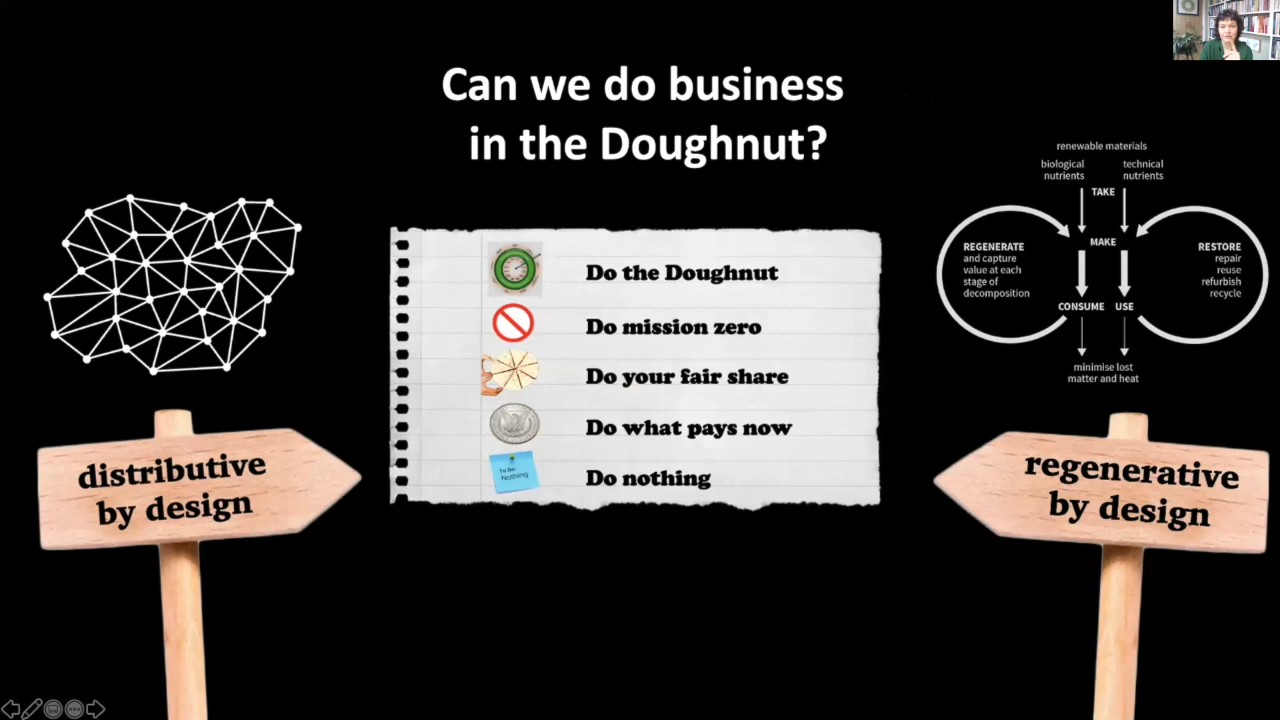 Can we do business
in the Doughnut?
renewable materials
biological
nutrients
technical
nutrients
TAKE
MAKE
REGENERATE
and capture
value at each
stage of
decomposition
RESTORE
repair
reuse
refurbish
recycle
CONSUME
USE
minimise lost
matter and heat
Do the Doughnut
Do mission zero
Do your fair share
Do what pays now
To Do:
Nothing
Do nothing
distributive
by design
regenerative
by design